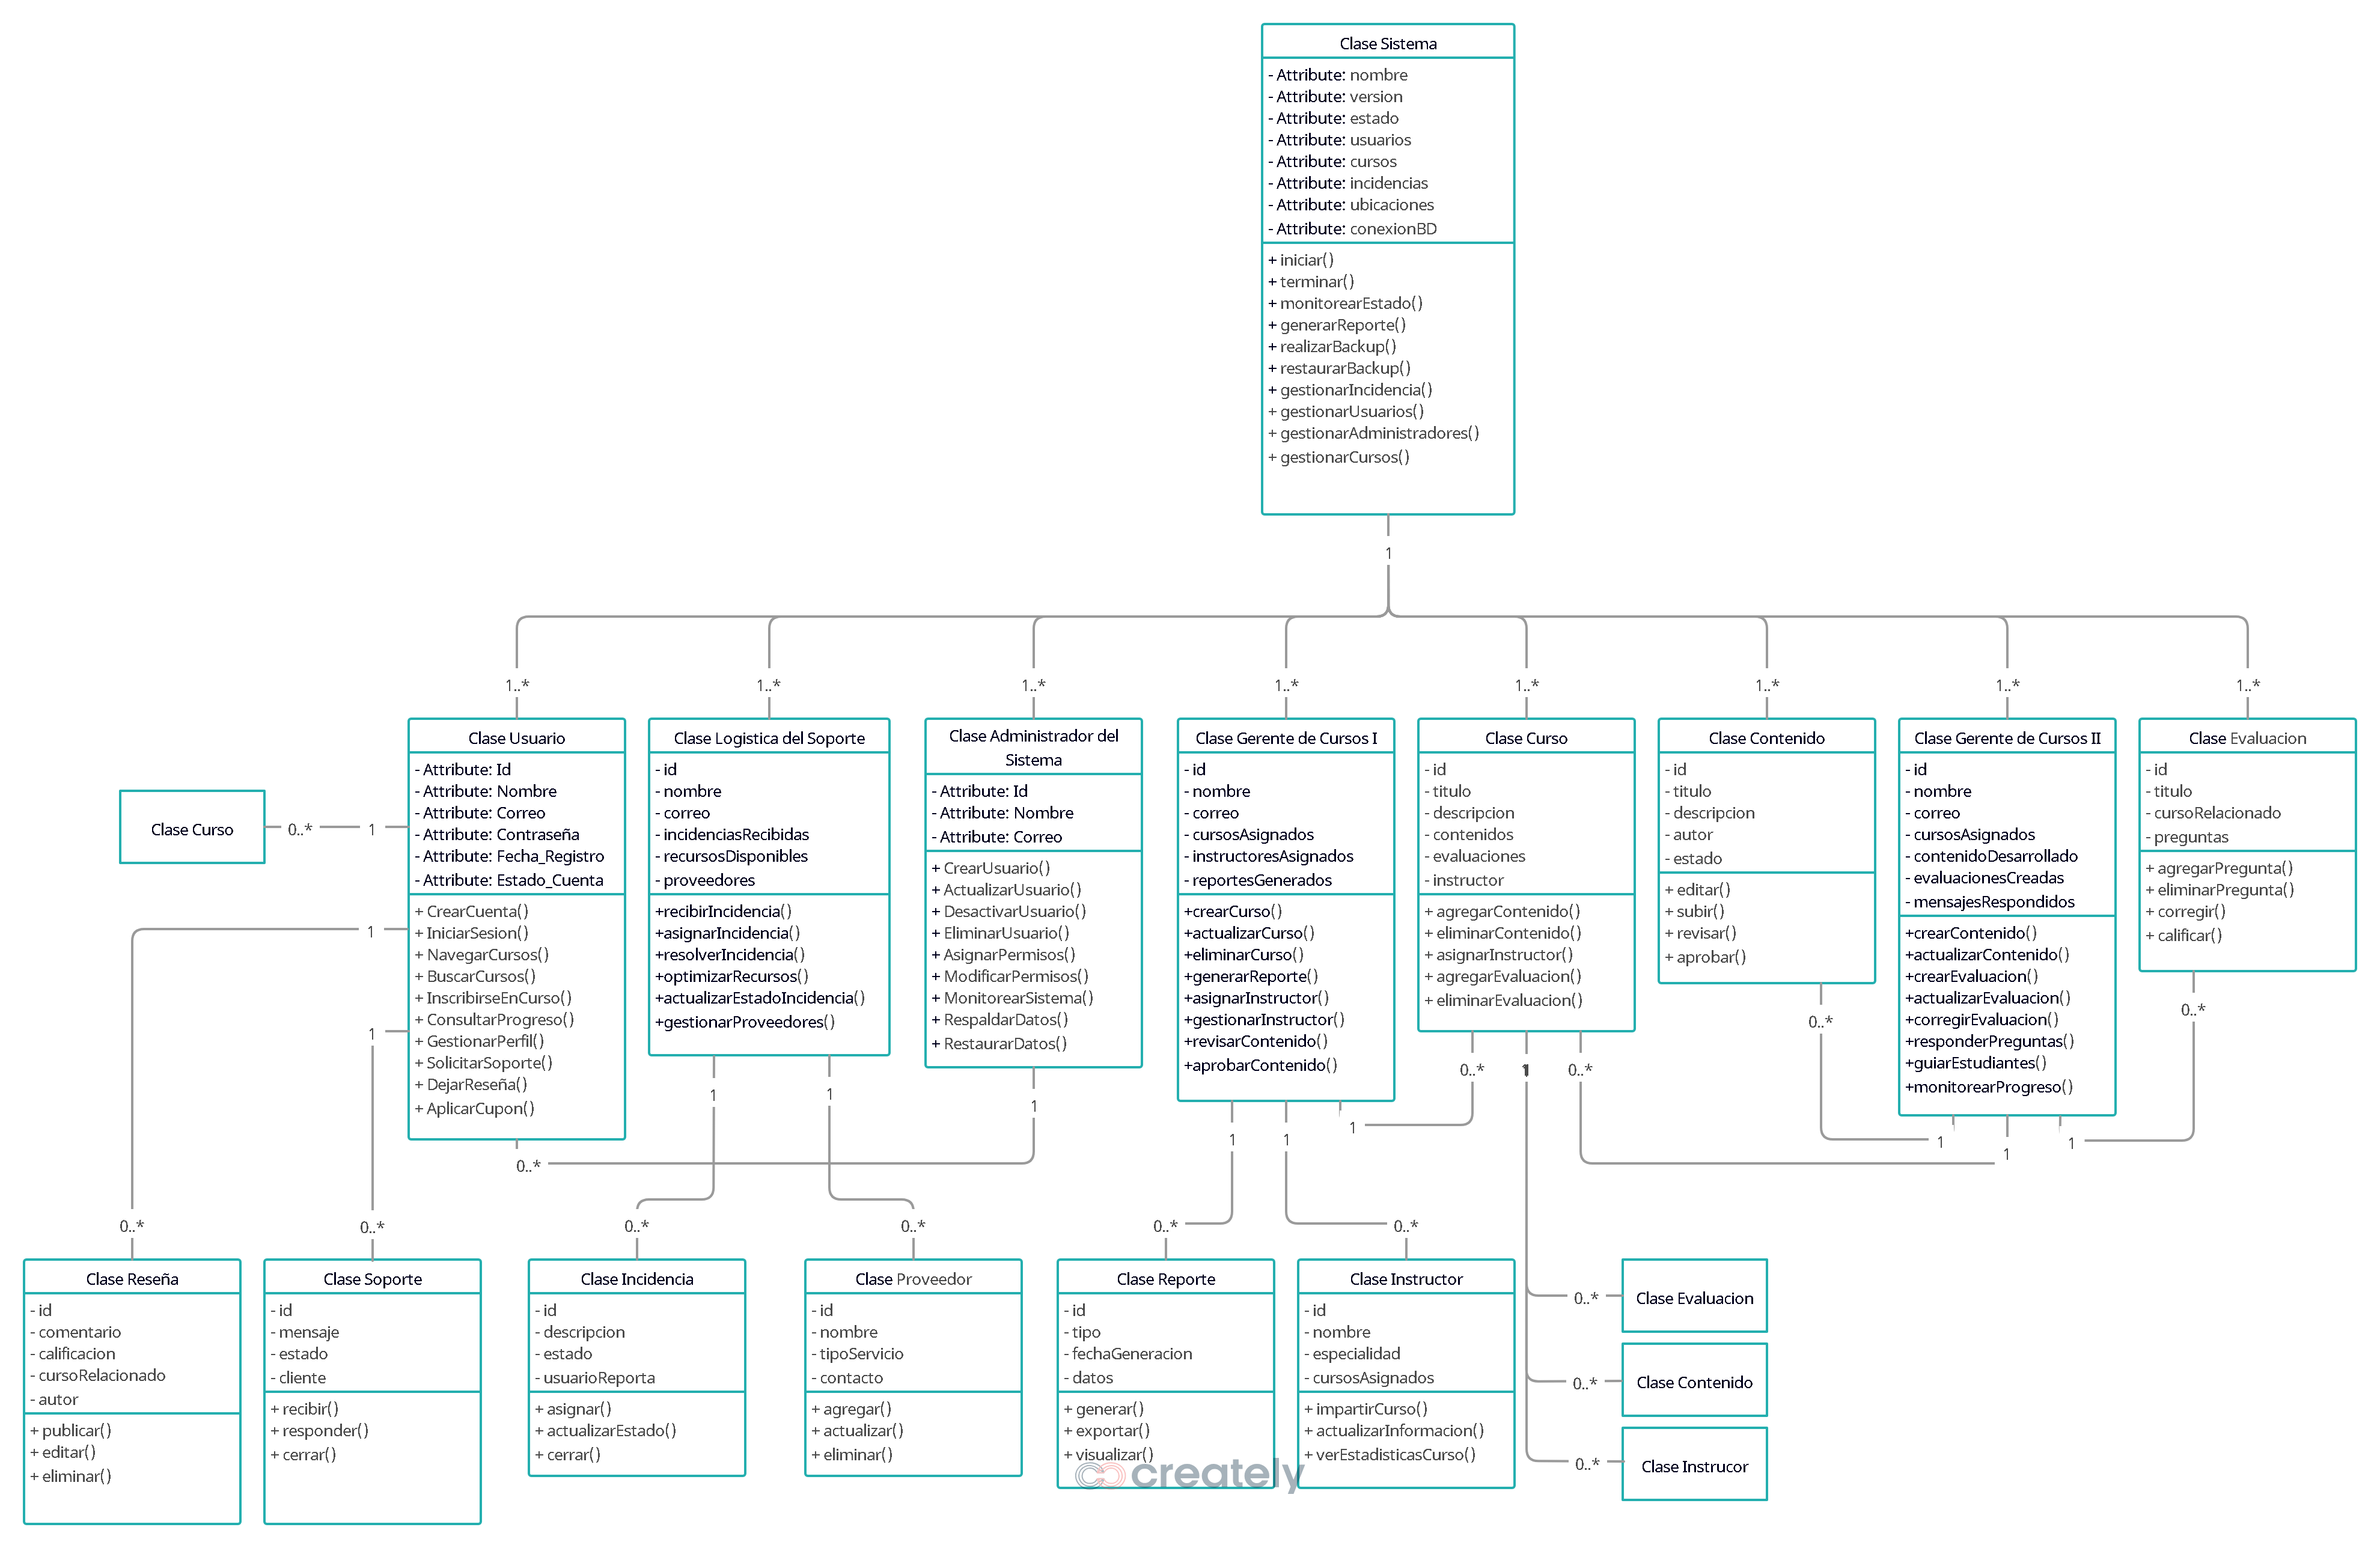 Clase Sistema
- Attribute: nombre
- Attribute: version
- Attribute: estado
- Attribute: usuarios
- Attribute: cursos
- Attribute: incidencias
- Attribute: ubicaciones
- Attribute: conexionBD
+ iniciar()
+ terminar()
+ monitorearEstado()
+ generarReporte()
+ realizarBackup()
+ restaurarBackup()
+ gestionarIncidencia()
+ gestionarUsuarios()
+ gestionarAdministradores()
+ gestionarCursos()
1
1..*
1..*
1..*
1..*
1..*
1..*
1..*
1..*
Clase Curso
0..*
1
Clase Usuario
- Attribute: Id
- Attribute: Nombre
- Attribute: Correo
- Attribute: Contraseña
- Attribute: Fecha_Registro
- Attribute: Estado_Cuenta
+ CrearCuenta()
+ IniciarSesion()
+ NavegarCursos()
+ BuscarCursos()
+ InscribirseEnCurso()
+ ConsultarProgreso()
+ GestionarPerfil()
+ SolicitarSoporte()
+ DejarReseña()
+ AplicarCupon()
1
1
0..*
Clase Logistica del Soporte
- id
- nombre
- correo
- incidenciasRecibidas
- recursosDisponibles
- proveedores
+recibirIncidencia()
+asignarIncidencia()
+resolverIncidencia()
+optimizarRecursos()
+actualizarEstadoIncidencia()
+gestionarProveedores()
1
1
Clase Administrador del
Sistema
- Attribute: Id
- Attribute: Nombre
- Attribute: Correo
+ CrearUsuario()
+ ActualizarUsuario()
+ DesactivarUsuario()
+ EliminarUsuario()
+ AsignarPermisos()
+ ModificarPermisos()
+ MonitorearSistema()
+ RespaldarDatos()
+ RestaurarDatos()
1
Clase Gerente de Cursos I
- id
- nombre
- correo
- cursosAsignados
- instructoresAsignados
- reportesGenerados
+crearCurso()
+actualizarCurso()
+eliminarCurso()
+generarReporte()
+asignarInstructor()
+gestionarInstructor()
+revisarContenido()
+aprobarContenido()
1
1
1
Clase Curso
- id
- titulo
- descripcion
- contenidos
- evaluaciones
- instructor
+ agregarContenido()
+ eliminarContenido()
+ asignarInstructor()
+ agregarEvaluacion()
+ eliminarEvaluacion()
0..*
1
0..*
Clase Contenido
- id
- titulo
- descripcion
- autor
- estado
+ editar()
+ subir()
+ revisar()
+ aprobar()
0..*
Clase Gerente de Cursos II
- id
- nombre
- correo
- cursosAsignados
- contenidoDesarrollado
- evaluacionesCreadas
- mensajesRespondidos
+crearContenido()
+actualizarContenido()
+crearEvaluacion()
+actualizarEvaluacion()
+corregirEvaluacion()
+responderPreguntas()
+guiarEstudiantes()
+monitorearProgreso()
1
1
1
Clase Evaluacion
- id
- titulo
- cursoRelacionado
- preguntas
+ agregarPregunta()
+ eliminarPregunta()
+ corregir()
+ calificar()
0..*
0..*
Clase Reseña
- id
- comentario
- calificacion
- cursoRelacionado
- autor
+ publicar()
+ editar()
+ eliminar()
0..*
Clase Soporte
- id
- mensaje
- estado
- cliente
+ recibir()
+ responder()
+ cerrar()
0..*
Clase Incidencia
- id
- descripcion
- estado
- usuarioReporta
+ asignar()
+ actualizarEstado()
+ cerrar()
0..*
Clase Proveedor
- id
- nombre
- tipoServicio
- contacto
+ agregar()
+ actualizar()
+ eliminar()
0..*
Clase Reporte
- id
- tipo
- fechaGeneracion
- datos
+ generar()
+ exportar()
+ visualizar()
0..*
Clase Instructor
- id
- nombre
- especialidad
- cursosAsignados
+ impartirCurso()
+ actualizarInformacion()
+ verEstadisticasCurso()
0..*
Clase Evaluacion
0..*
Clase Contenido
0..*
Clase Instrucor
creately